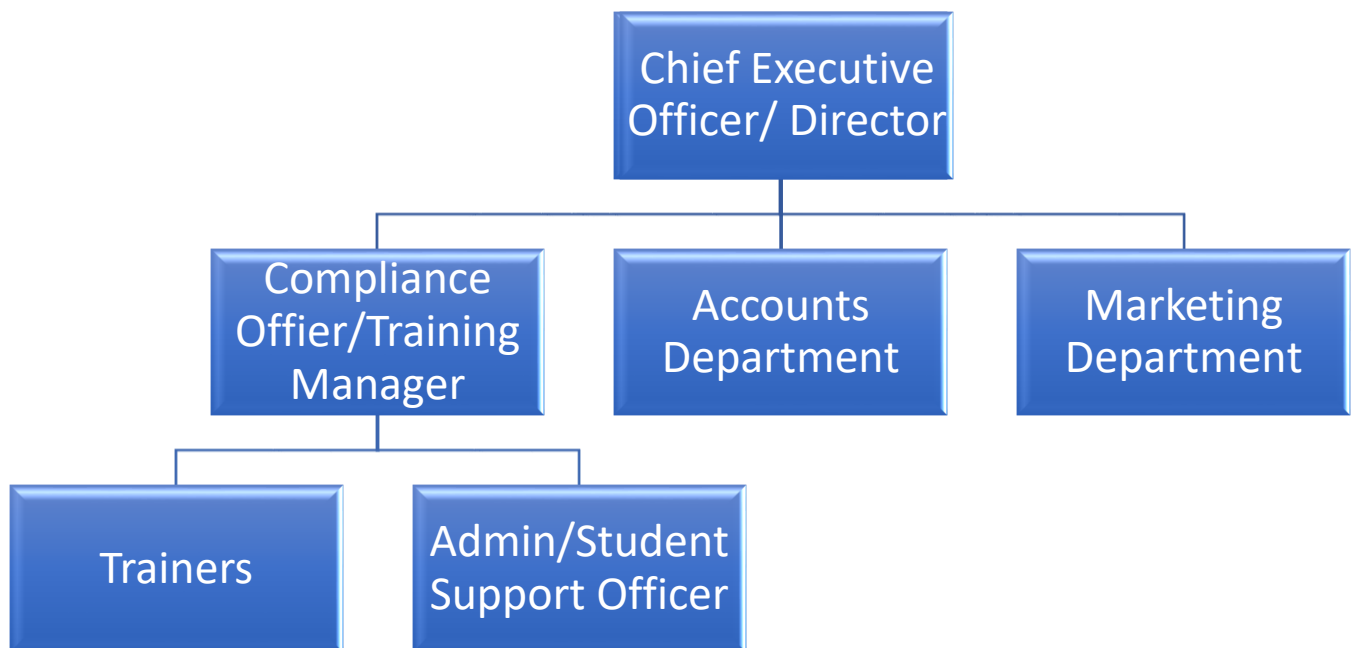 Chief Executive
Officer/ Director
Compliance
Offier/Training
Manager
Accounts
Department
Marketing
Department
Trainers
Admin/Student
Support Officer